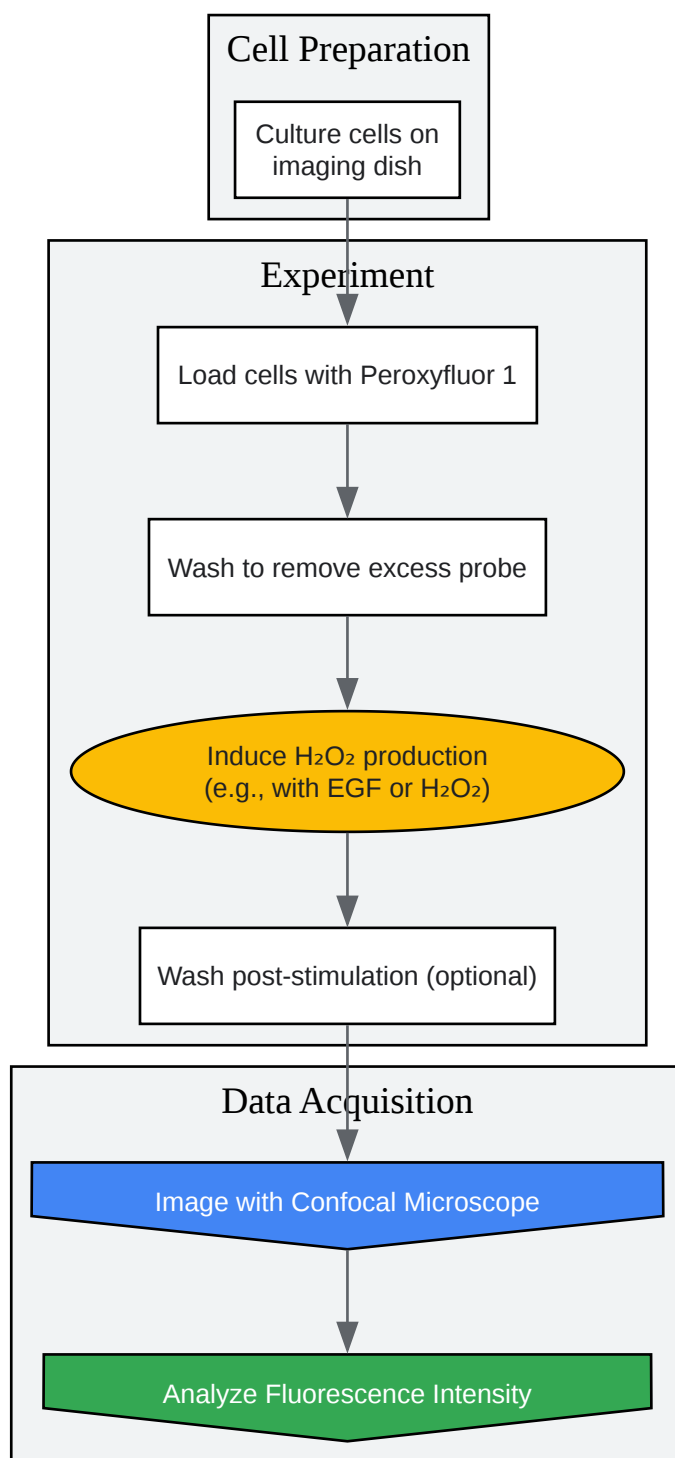 Cell Preparation
Culture cells on
imaging dish
Experiment
Load cells with Peroxyfluor 1
Wash to remove excess probe
Induce H₂O₂ production
(e.g., with EGF or H₂O₂)
Wash post-stimulation (optional)
Data Acquisition
Image with Confocal Microscope
Analyze Fluorescence Intensity